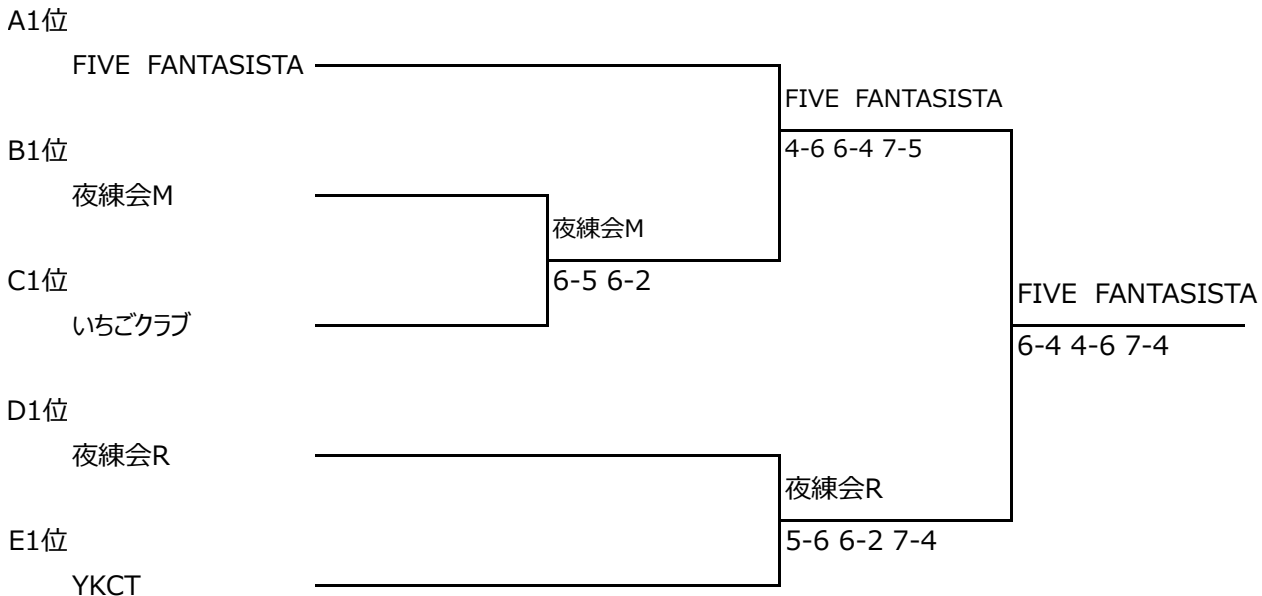 A1位
FIVE FANTASISTA
FIVE FANTASISTA
B1位
4-6 6-4 7-5
夜練会M
夜練会M
C1位
6-5 6-2
FIVE FANTASISTA
いちごクラブ
6-4 4-6 7-4
D1位
夜練会R
夜練会R
E1位
5-6 6-2 7-4
YKCT